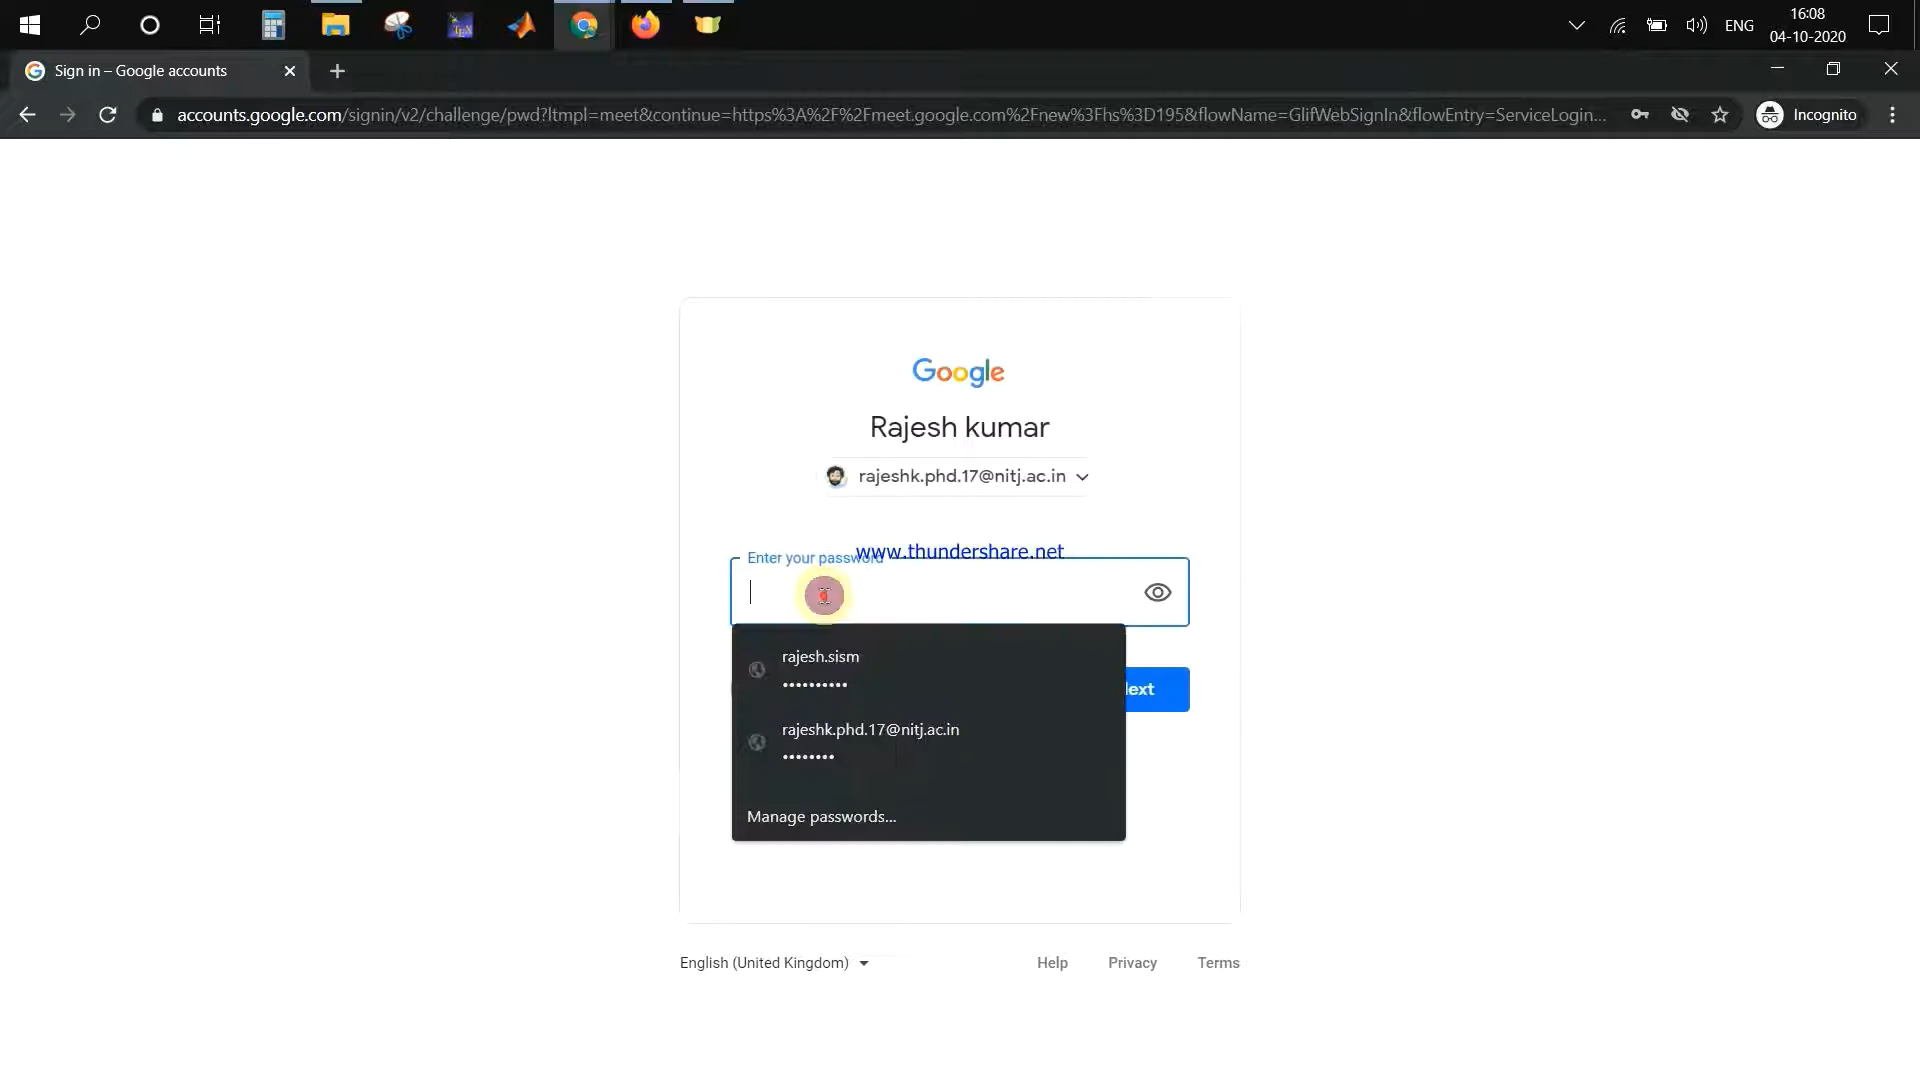 ENG
16:08
04-10-2020
Sign in – Google accounts
accounts.google.com/signin/v2/challenge/pwd?ltmpl=meet&continue=https%3A%2F%2Fmeet.google.com%2Fnew%3Fhs%3D195&flowName=GlifWebSignIn&flowEntry=ServiceLogin...
Incognito
Google
Rajesh kumar
rajeshk.phd.17@nitj.ac.in
www.thundershare.net
Enter your password
rajesh.sism
••••••••••
rajeshk.phd.17@nitj.ac.in
••••••••
Manage passwords...
English (United Kingdom)
Help
Privacy
Terms